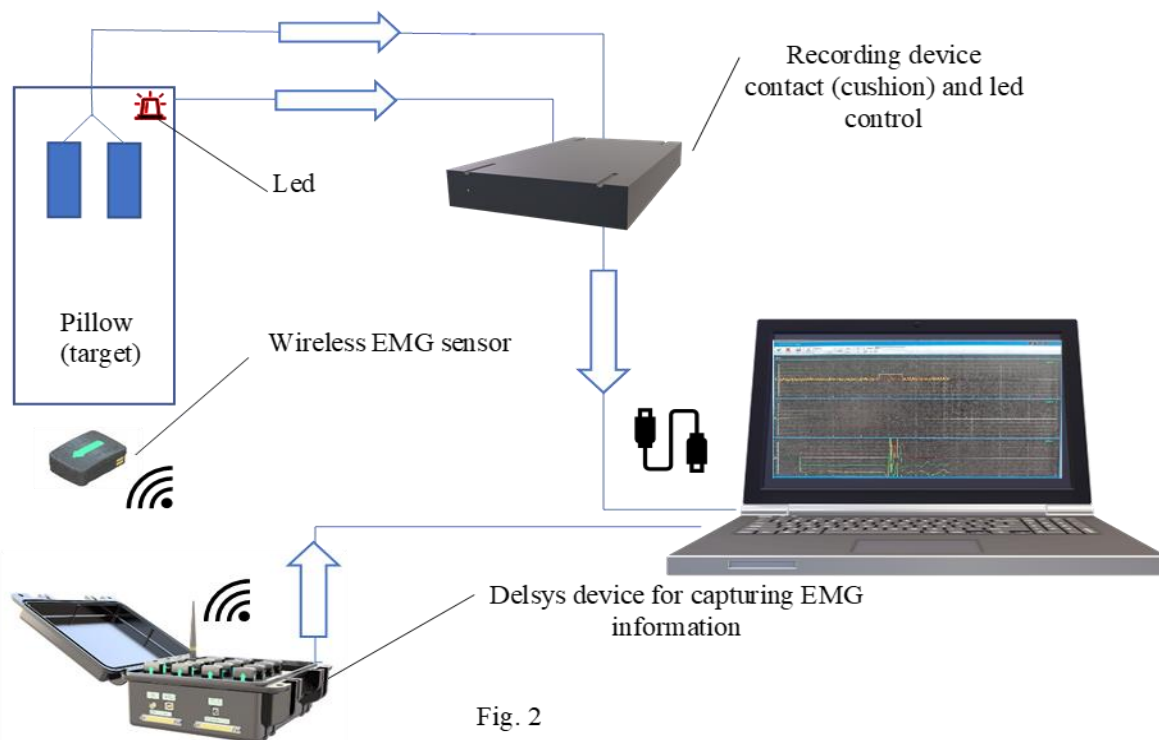 Recording device
contact (cushion) and led
control
Led
Pillow
(target)
Wireless EMG sensor
Delsys device for capturing EMG
information
Fig. 2